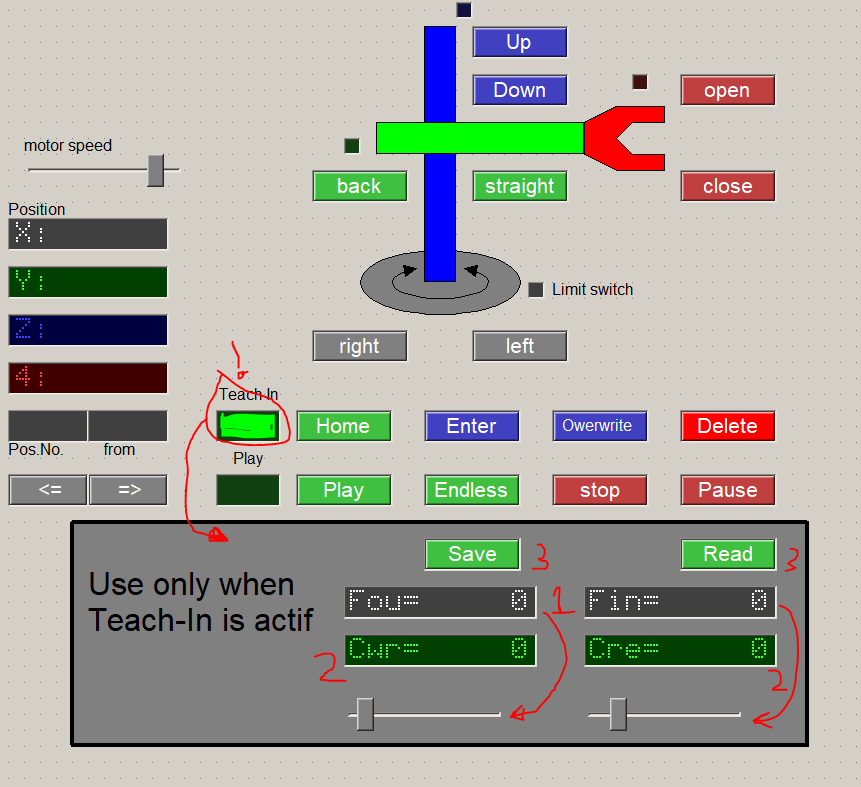 Up
Down
open
motor speed
back
straight
close
Position
X:
Y:
Z:
4:
Limit switch
right
left
!
Teach In
Home
Enter
Owerwrite
Delete
Pos.No.
from
Play
<=
=>
Play
Endless
stop
Pause
Save
3
Read
3
Use only when
Teach-In is actif
Fou= 0
1
Fin= 0
Cwr= 0
2
Cre= 0
2